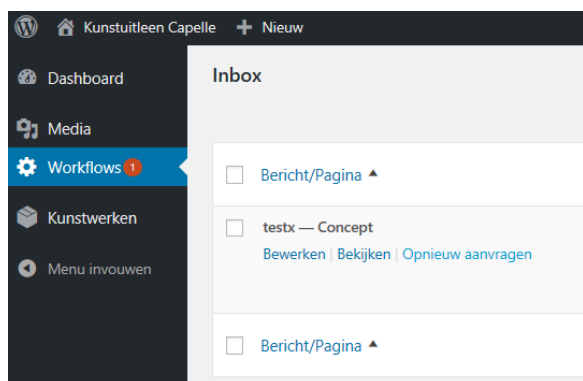 Kunstuitleen Capelle + Nieuw
Dashboard
Inbox
Media
Workflows 1
Bericht/Pagina ▲
Kunstwerken
testx — Concept
Bewerken | Bekijken | Opnieuw aanvragen
Menu invouwen
Bericht/Pagina ▲